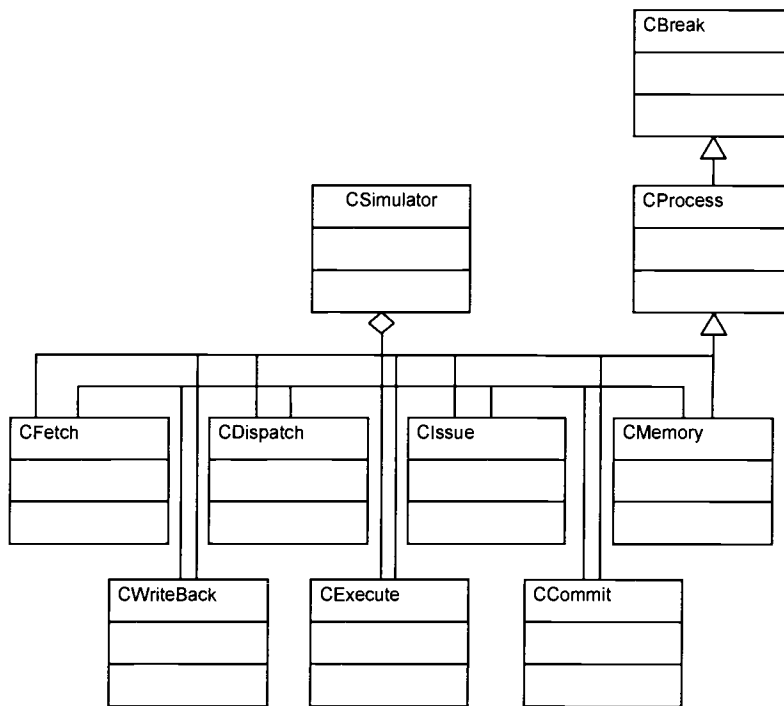 CBreak
CSimulator
CProcess
CFetch
CDispatch
CIssue
CMemory
CWriteBack
CExecute
CCommit